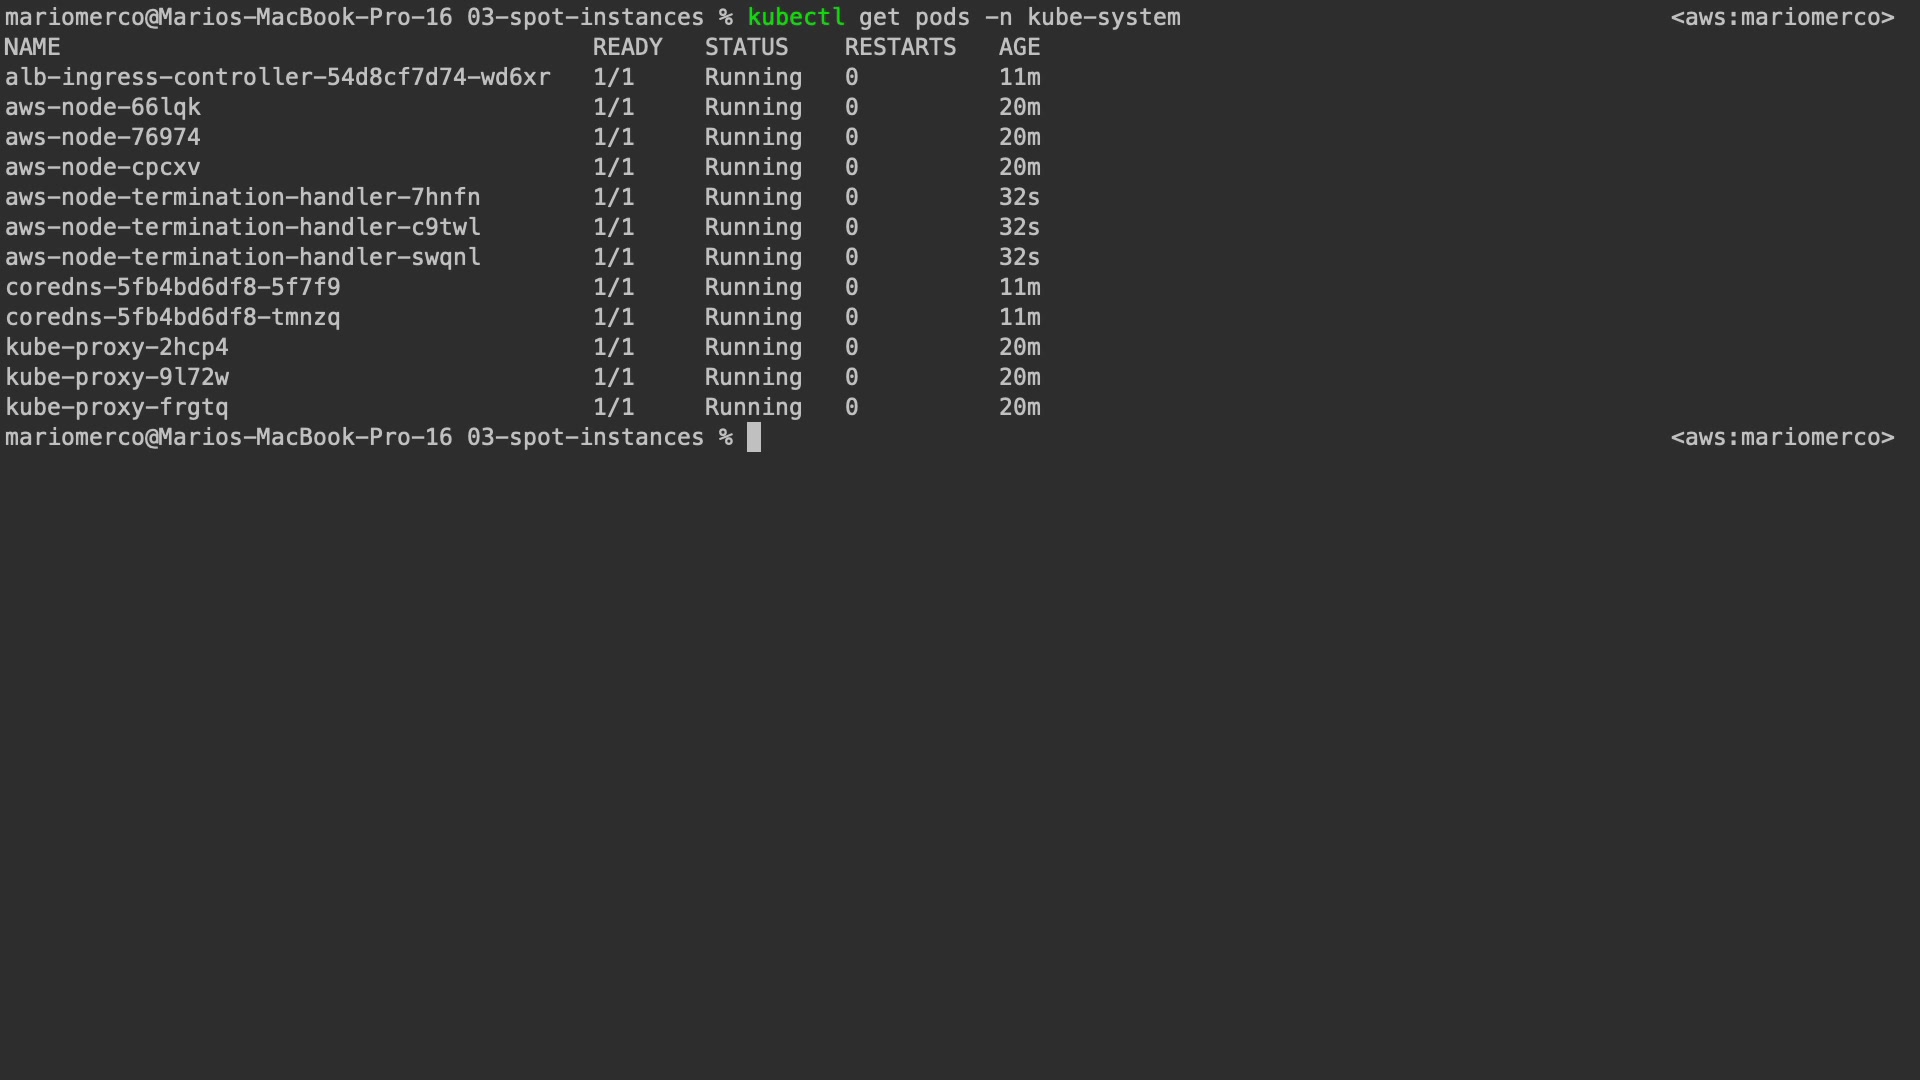 mariomerco@Marios-MacBook-Pro-16 03-spot-instances % kubectl get pods -n kube-system <aws:mariomerco>
NAME READY STATUS RESTARTS AGE
alb-ingress-controller-54d8cf7d74-wd6xr 1/1 Running 0 11m
aws-node-66lqk 1/1 Running 0 20m
aws-node-76974 1/1 Running 0 20m
aws-node-cpcxv 1/1 Running 0 20m
aws-node-termination-handler-7hnfn 1/1 Running 0 32s
aws-node-termination-handler-c9twl 1/1 Running 0 32s
aws-node-termination-handler-swqnl 1/1 Running 0 32s
coredns-5fb4bd6df8-5f7f9 1/1 Running 0 11m
coredns-5fb4bd6df8-tmnzq 1/1 Running 0 11m
kube-proxy-2hcp4 1/1 Running 0 20m
kube-proxy-9l72w 1/1 Running 0 20m
kube-proxy-frgtq 1/1 Running 0 20m
mariomerco@Marios-MacBook-Pro-16 03-spot-instances % <aws:mariomerco>